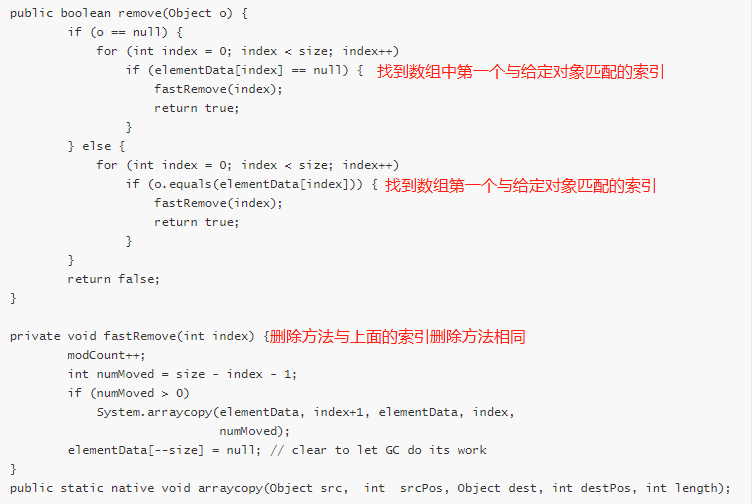 public boolean remove(Object o) {
if (o == null) {
for (int index = 0; index < size; index++)
if (elementData[index] == null) { 找到数组中第一个与给定对象匹配的索引
fastRemove(index);
return true;
}
} else {
for (int index = 0; index < size; index++)
if (o.equals(elementData[index])) { 找到数组第一个与给定对象匹配的索引
fastRemove(index);
return true;
}
}
return false;
}
private void fastRemove(int index) {删除方法与上面的索引删除方法相同
modCount++;
int numMoved = size - index - 1;
if (numMoved > 0)
System.arraycopy(elementData, index+1, elementData, index,
numMoved);
elementData[--size] = null; // clear to let GC do its work
}
public static native void arraycopy(Object src,  int  srcPos, Object dest, int destPos, int length);